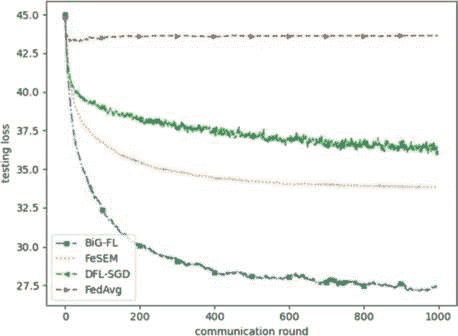 45.0
42.5
40.0
37.5
35.0
32.5
30.0
27.5
testing loss
BiG-FL
FeSEM
DFL-SGD
FedAvg
0 200 400 600 800 1000
communication round